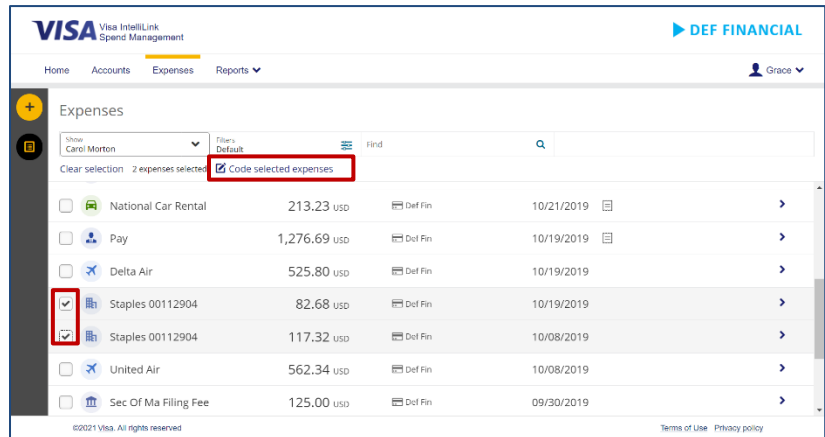 VISA Visa IntelliLink
Spend Management
DEF FINANCIAL
Home Accounts Expenses Reports Grace
Expenses
Show
Carol Morton
Filters
Default
Find
Clear selection 2 expenses selected Code selected expenses
National Car Rental 213.23 USD Def Fin 10/21/2019
Pay 1,276.69 USD Def Fin 10/19/2019
Delta Air 525.80 USD Def Fin 10/19/2019
Staples 00112904 82.68 USD Def Fin 10/19/2019
Staples 00112904 117.32 USD Def Fin 10/08/2019
United Air 562.34 USD Def Fin 10/08/2019
Sec Of Ma Filing Fee 125.00 USD Def Fin 09/30/2019
©2021 Visa. All rights reserved Terms of Use Privacy policy